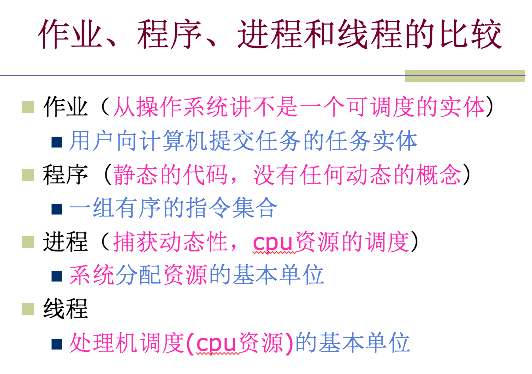 作业、程序、进程和线程的比较
作业（从操作系统讲不是一个可调度的实体）
用户向计算机提交任务的任务实体
程序（静态的代码，没有任何动态的概念）
一组有序的指令集合
进程（捕获动态性，cpu资源的调度）
系统分配资源的基本单位
线程
处理机调度(cpu资源)的基本单位